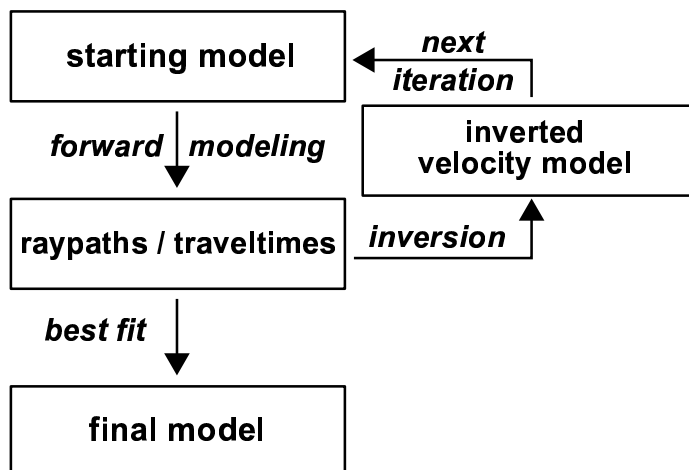 starting model
next
iteration
forward modeling
inverted
velocity model
raypaths / traveltimes
inversion
best fit
final model